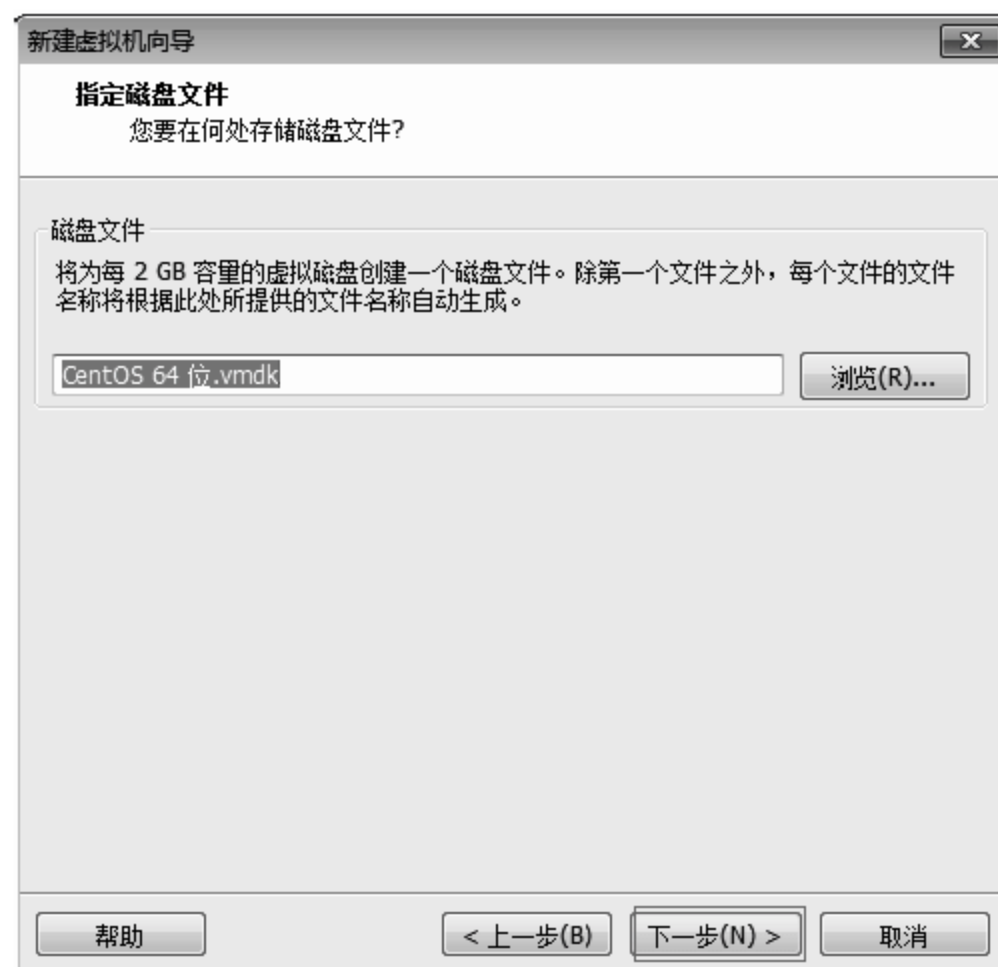 新建虚拟机向导
指定磁盘文件
您要在何处存储磁盘文件?
磁盘文件
将为每 2 GB 容量的虚拟磁盘创建一个磁盘文件。除第一个文件之外，每个文件的文件
名称将根据此处所提供的文件名称自动生成。
CentOS 64 位.vmdk
浏览(R)...
帮助
< 上一步(B)
下一步(N) >
取消